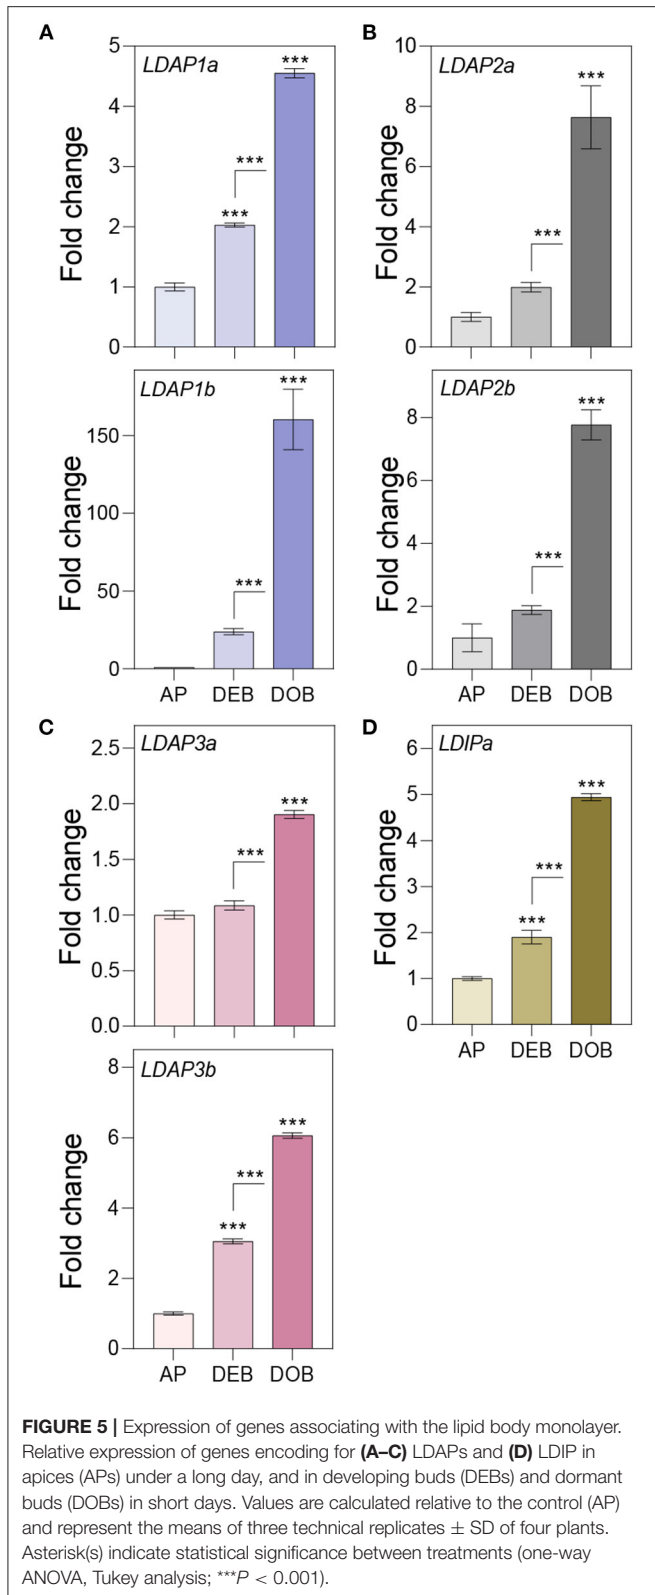 A
B
LDAP1a
LDAP2a
Fold change
5
4
3
2
1
0
***
***
***
Fold change
10
8
6
4
2
0
***
***
LDAP1b
LDAP2b
Fold change
150
100
50
0
***
***
AP DEB DOB
Fold change
8
6
4
2
0
***
***
AP DEB DOB
C
D
LDAP3a
LDIPa
Fold change
2.5
2.0
1.5
1.0
0.5
0.0
***
***
Fold change
6
5
4
3
2
1
0
***
***
***
AP DEB DOB
LDAP3b
Fold change
8
6
4
2
0
***
***
***
AP DEB DOB
FIGURE 5 | Expression of genes associating with the lipid body monolayer.
Relative expression of genes encoding for (A–C) LDAPs and (D) LDIP in
apices (APs) under a long day, and in developing buds (DEBs) and dormant
buds (DOBs) in short days. Values are calculated relative to the control (AP)
and represent the means of three technical replicates ± SD of four plants.
Asterisk(s) indicate statistical significance between treatments (one-way
ANOVA, Tukey analysis; ***P < 0.001).